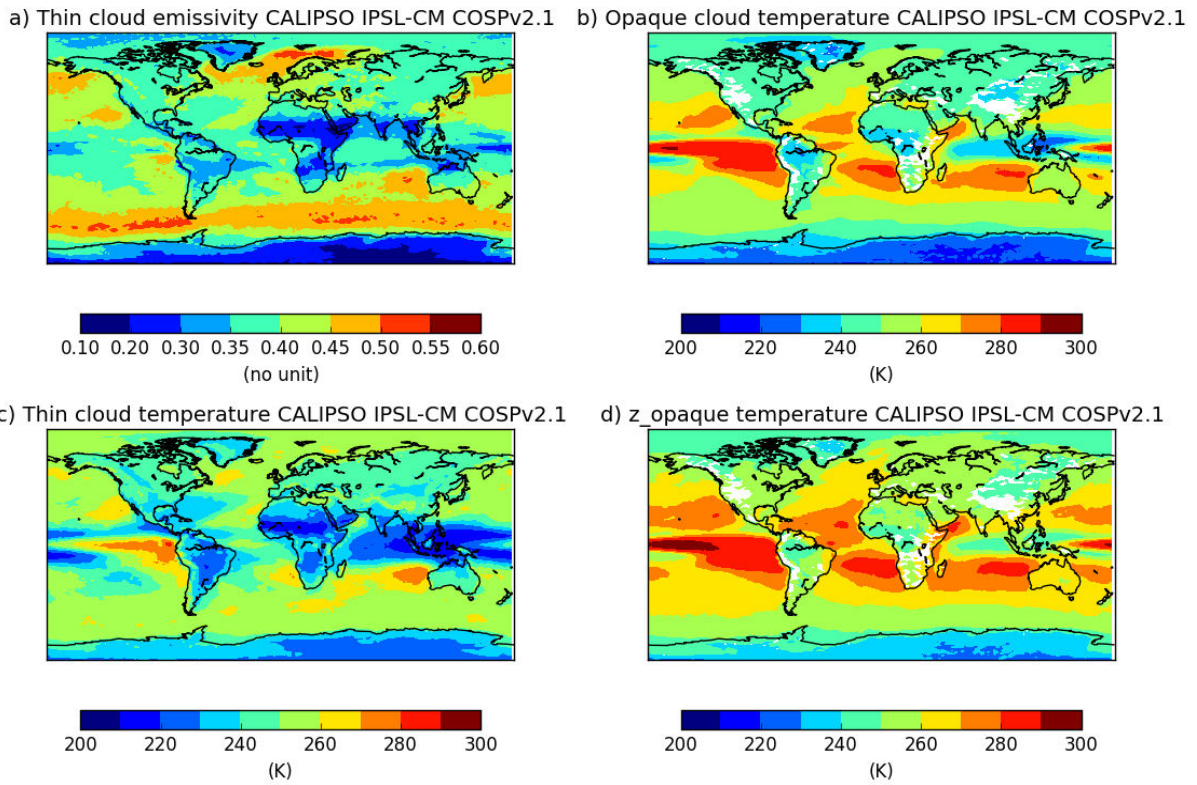 a) Thin cloud emissivity CALIPSO IPSL-CM COSPv2.1
b) Opaque cloud temperature CALIPSO IPSL-CM COSPv2.1
0.10 0.20 0.30 0.35 0.40 0.45 0.50 0.55 0.60
(no unit)
200 220 240 260 280 300
(K)
c) Thin cloud temperature CALIPSO IPSL-CM COSPv2.1
d) z_opaque temperature CALIPSO IPSL-CM COSPv2.1
200 220 240 260 280 300
(K)
200 220 240 260 280 300
(K)